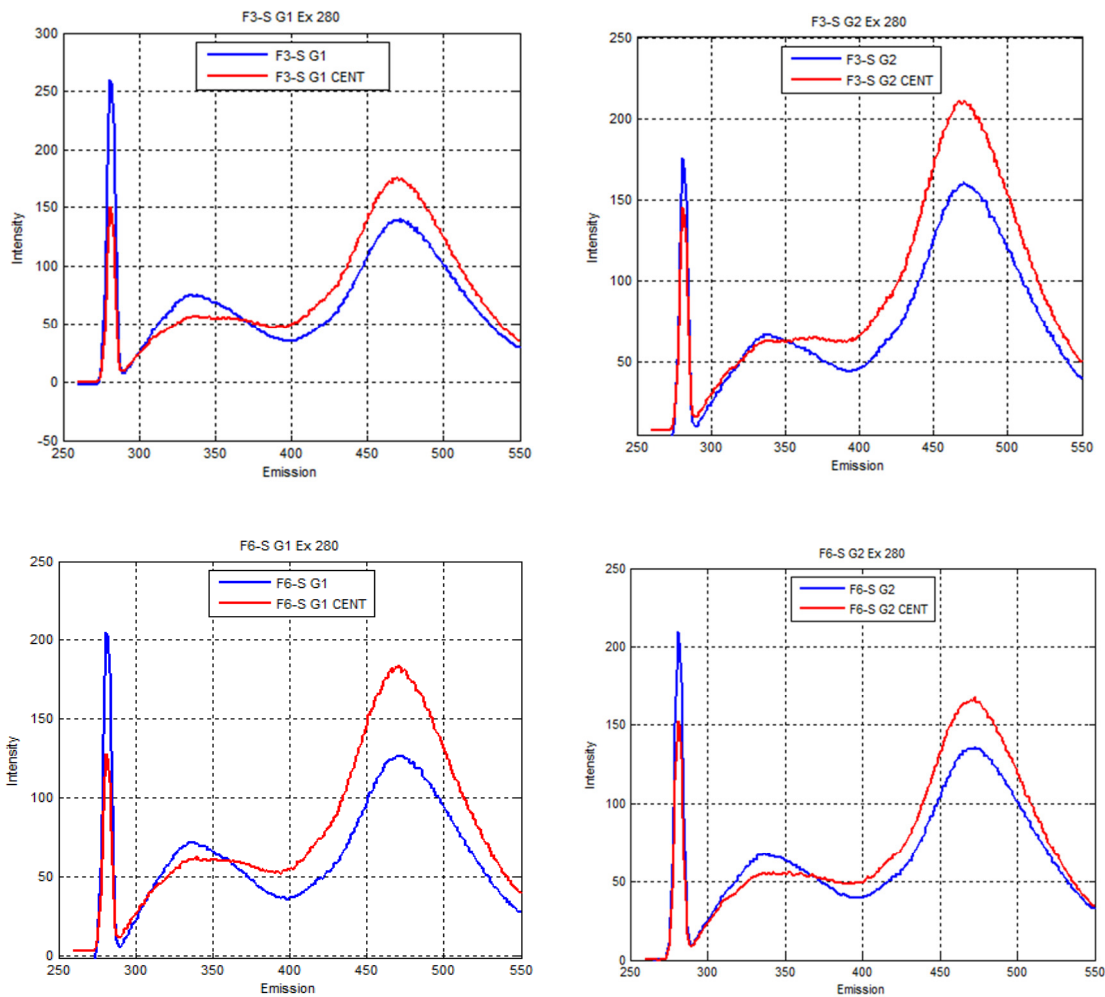 F3-S G1 Ex 280
300
250
200
150
100
50
0
-50
Intensity
F3-S G1
F3-S G1 CENT
250 300 350 400 450 500 550
Emission
F3-S G2 Ex 280
250
200
150
100
50
Intensity
F3-S G2
F3-S G2 CENT
250 300 350 400 450 500 550
Emission
F6-S G1 Ex 280
250
200
150
100
50
0
Intensity
F6-S G1
F6-S G1 CENT
250 300 350 400 450 500 550
Emission
F6-S G2 Ex 280
250
200
150
100
50
0
Intensity
F6-S G2
F6-S G2 CENT
250 300 350 400 450 500 550
Emission